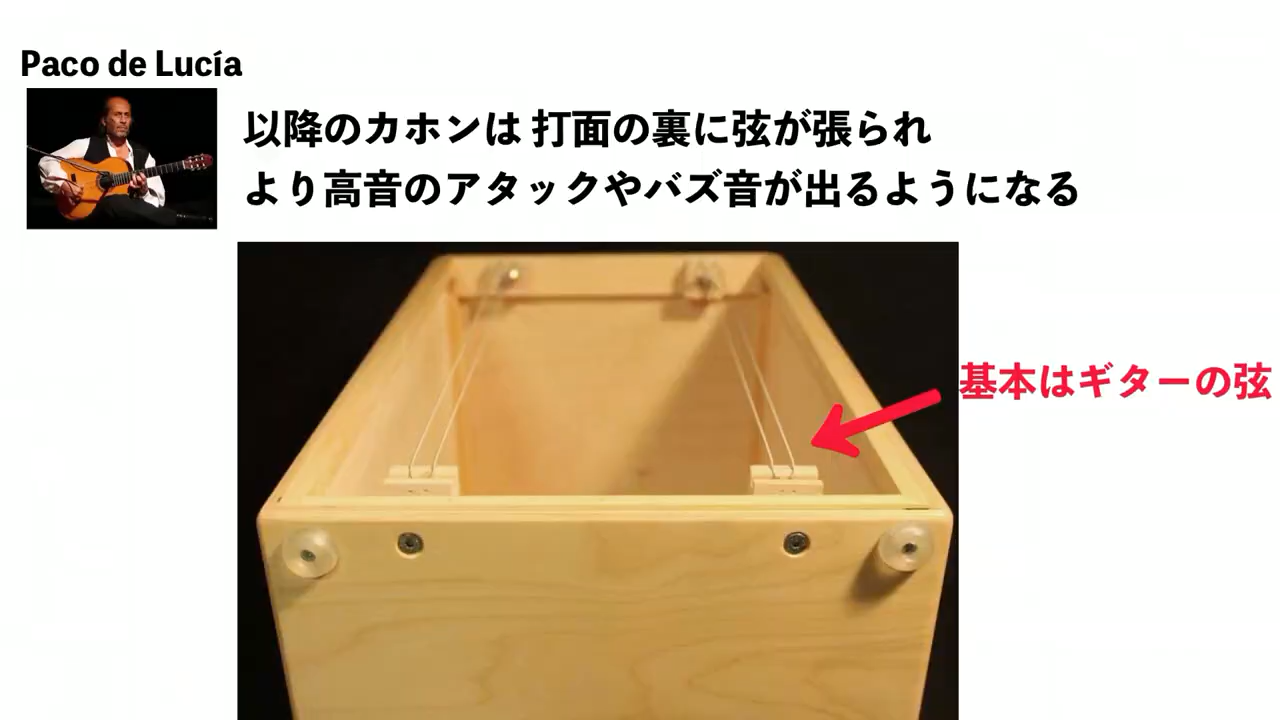 Paco de Lucía
以降のカホンは 打面の裏に弦が張られ
より高音のアタックやバズ音が出るようになる
基本はギターの弦